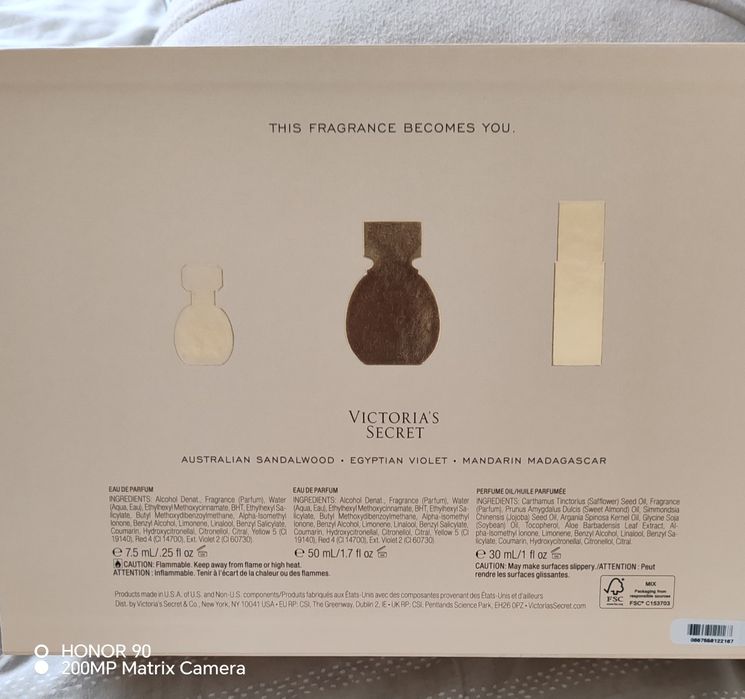 THIS FRAGRANCE BECOMES YOU.
VICTORIA'S
SECRET
AUSTRALIAN SANDALWOOD • EGYPTIAN VIOLET • MANDARIN MADAGASCAR
EAU DE PARFUM
INGREDIENTS: Alcohol Denat., Fragrance (Parfum), Water
(Aqua, Eau), Ethylhexyl Methoxycinnamate, BHT, Ethylhexyl Sa-
licylate, Butyl Methoxydibenzoylmethane, Alpha-Isomethyl
Ionone, Benzyl Alcohol, Limonene, Linalool, Benzyl Salicylate,
Coumarin, Hydroxycitronellal, Citronellol, Citral, Yellow 5 (CI
19140), Red 4 (CI 14700), Ext. Violet 2 (CI 60730).
e 7.5 mL/.25 fl oz
CAUTION: Flammable. Keep away from flame or high heat.
ATTENTION : Inflammable. Tenir à l'écart de la chaleur ou des flammes.
EAU DE PARFUM
INGREDIENTS: Alcohol Denat., Fragrance (Parfum), Water
(Aqua, Eau), Ethylhexyl Methoxycinnamate, BHT, Ethylhexyl Sa-
licylate, Butyl Methoxydibenzoylmethane, Alpha-Isomethyl
Ionone, Benzyl Alcohol, Limonene, Linalool, Benzyl Salicylate,
Coumarin, Hydroxycitronellal, Citronellol, Citral, Yellow 5 (CI
19140), Red 4 (CI 14700), Ext. Violet 2 (CI 60730).
e 50 mL/1.7 fl oz
PERFUME OIL/HUILE PARFUMÉE
INGREDIENTS: Carthamus Tinctorius (Safflower) Seed Oil, Fragrance
(Parfum), Prunus Amygdalus Dulcis (Sweet Almond) Oil, Simmondsia
Chinensis (Jojoba) Seed Oil, Argania Spinosa Kernel Oil, Glycine Soja
(Soybean) Oil, Tocopherol, Aloe Barbadensis Leaf Extract, Al-
pha-Isomethyl Ionone, Limonene, Benzyl Alcohol, Linalool, Benzyl Sa-
licylate, Coumarin, Hydroxycitronellal, Citronellol, Citral.
e 30 mL/1 fl oz
CAUTION: May make surfaces slippery./ATTENTION : Peut
rendre les surfaces glissantes.
Products made in U.S.A. of U.S. and Non-U.S. components/Produits fabriqués aux États-Unis avec des composantes provenant des États-Unis et d'ailleurs
Dist. by Victoria's Secret & Co., New York, NY 10041 USA • EU RP: CSI, The Greenway, Dublin 2, IE • UK RP: CSI, Pentlands Science Park, EH26 0PZ • VictoriasSecret.com
FSC
MIX
Packaging from
responsible sources
FSC® C153703
HONOR 90
200MP Matrix Camera